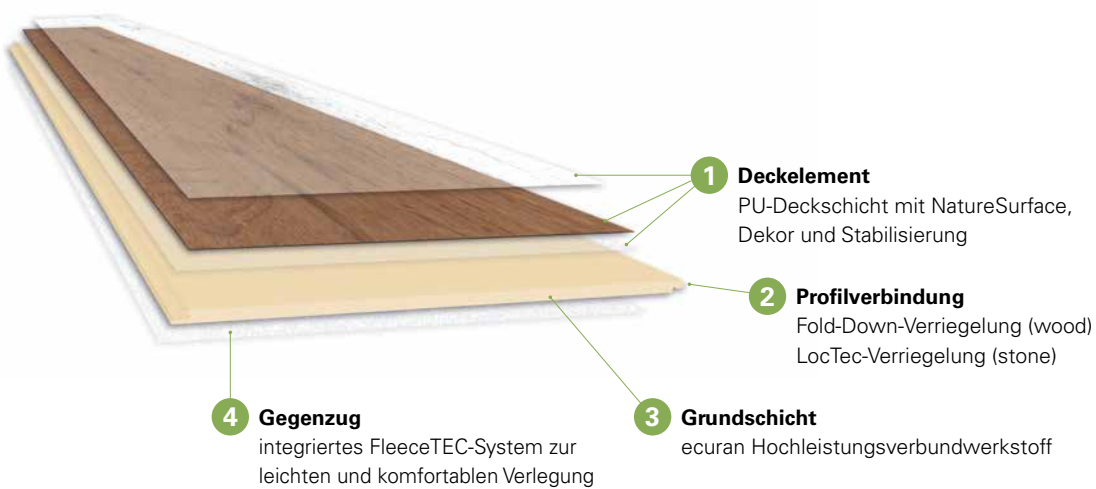 1 Deckelement
PU-Deckschicht mit NatureSurface,
Dekor und Stabilisierung
2 Profilverbindung
Fold-Down-Verriegelung (wood)
LocTec-Verriegelung (stone)
3 Grundschicht
ecuran Hochleistungsverbundwerkstoff
4 Gegenzug
integriertes FleeceTEC-System zur
leichten und komfortablen Verlegung